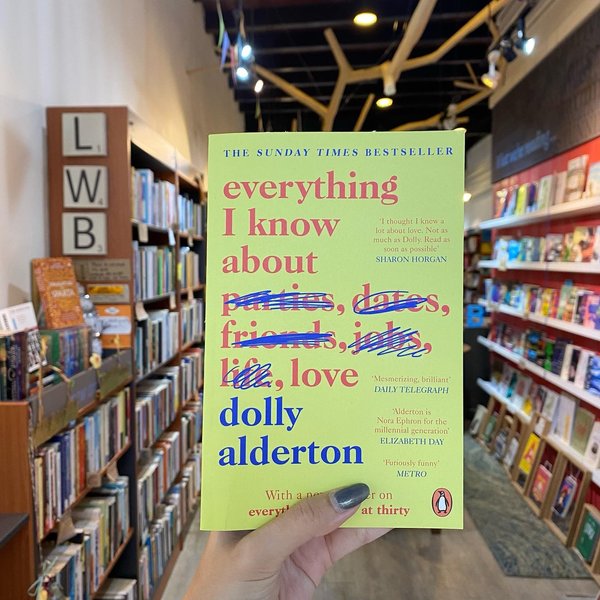 THE SUNDAY TIMES BESTSELLER
everything
I know
about
parties, dates,
friends, jobs,
life, love
dolly
alderton
'I thought I knew a
lot about love. Not as
much as Dolly. Read as
soon as possible'
SHARON HORGAN
'Mesmerizing, brilliant'
DAILY TELEGRAPH
'Alderton is
Nora Ephron for the
millennial generation'
ELIZABETH DAY
'Furiously funny'
METRO
With a on
at thirty
L
W
B